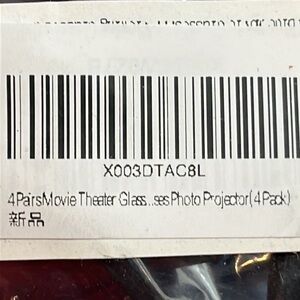 X003DTAC8L
4 Pairs Movie Theater Glass...ses Photo Projector (4 Pack)
新品